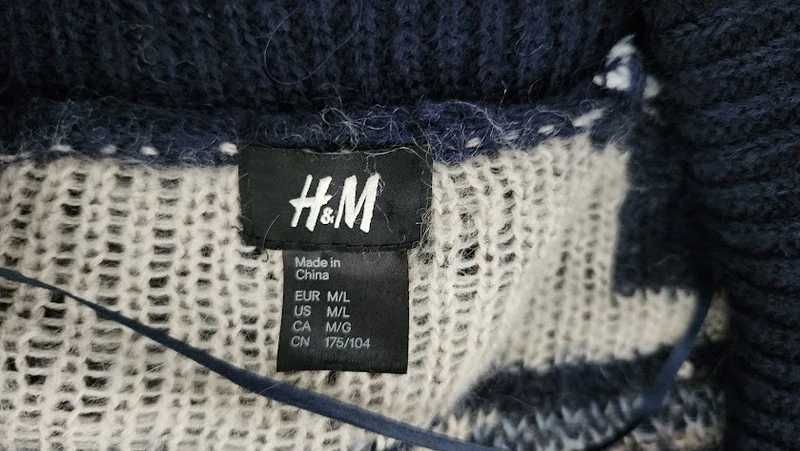 H&M
Made in
China
EUR M/L
US M/L
CA M/G
CN 175/104